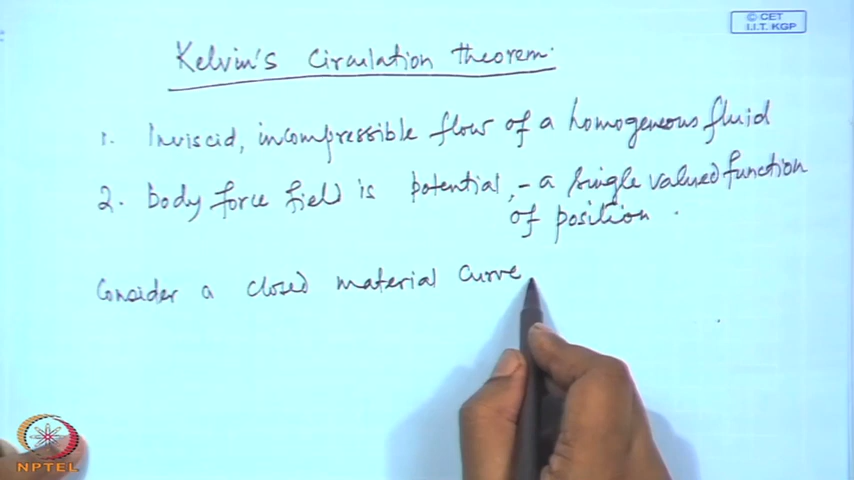 © CET
I.I.T. KGP
Kelvin's Circulation theorem.
1. Inviscid, incompressible flow of a homogeneous fluid
2. Body force field is potential, - a single valued function
of position.
Consider a closed material curve
NPTEL